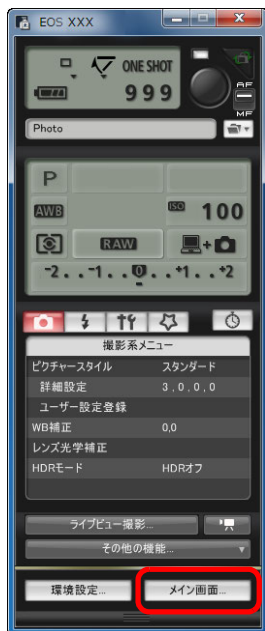 EOS XXX
ONE SHOT
999
AF
MF
Photo
P
AWB
ISO 100
RAW
+
-2..-1..0..+1..+2
撮影系メニュー
ピクチャースタイル スタンダード
詳細設定 3,0,0,0
ユーザー設定登録
WB補正 0,0
レンズ光学補正
HDRモード HDRオフ
ライブビュー撮影...
その他の機能...
環境設定... メイン画面...